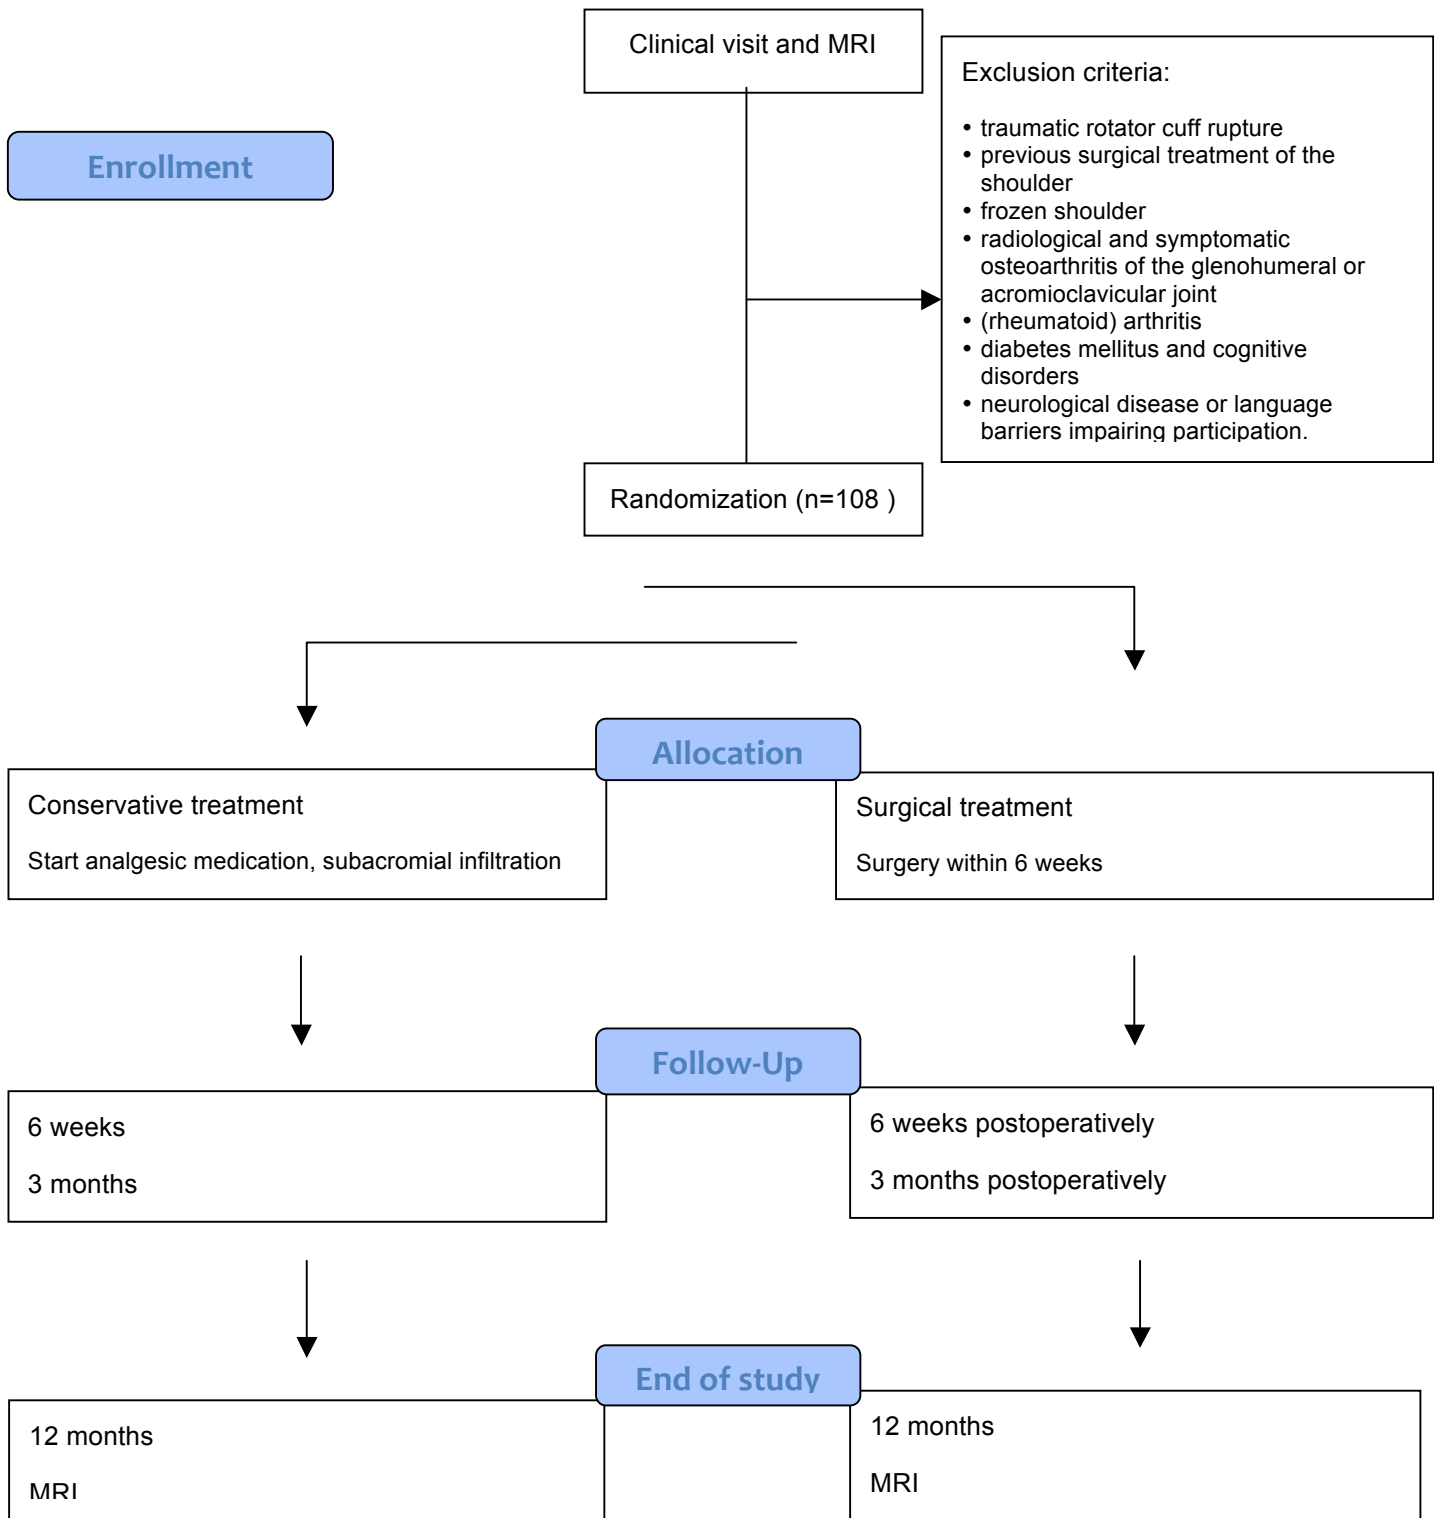 Clinical visit and MRI
Exclusion criteria:
• traumatic rotator cuff rupture
• previous surgical treatment of the
shoulder
• frozen shoulder
• radiological and symptomatic
osteoarthritis of the glenohumeral or
acromioclavicular joint
• (rheumatoid) arthritis
• diabetes mellitus and cognitive
disorders
• neurological disease or language
barriers impairing participation.
Enrollment
Randomization (n=108 )
Allocation
Conservative treatment
Start analgesic medication, subacromial infiltration
Surgical treatment
Surgery within 6 weeks
Follow-Up
6 weeks
3 months
6 weeks postoperatively
3 months postoperatively
End of study
12 months
MRI
12 months
MRI